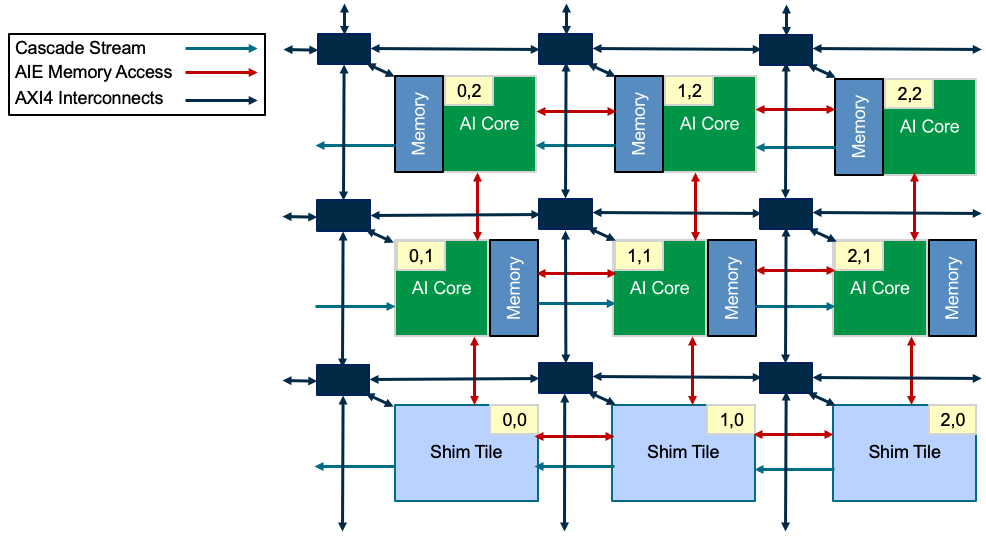 Cascade Stream
AIE Memory Access
AXI4 Interconnects
Memory
0,2
AI Core
Memory
1,2
AI Core
Memory
2,2
AI Core
0,1
AI Core
Memory
1,1
AI Core
Memory
2,1
AI Core
Memory
0,0
Shim Tile
1,0
Shim Tile
2,0
Shim Tile